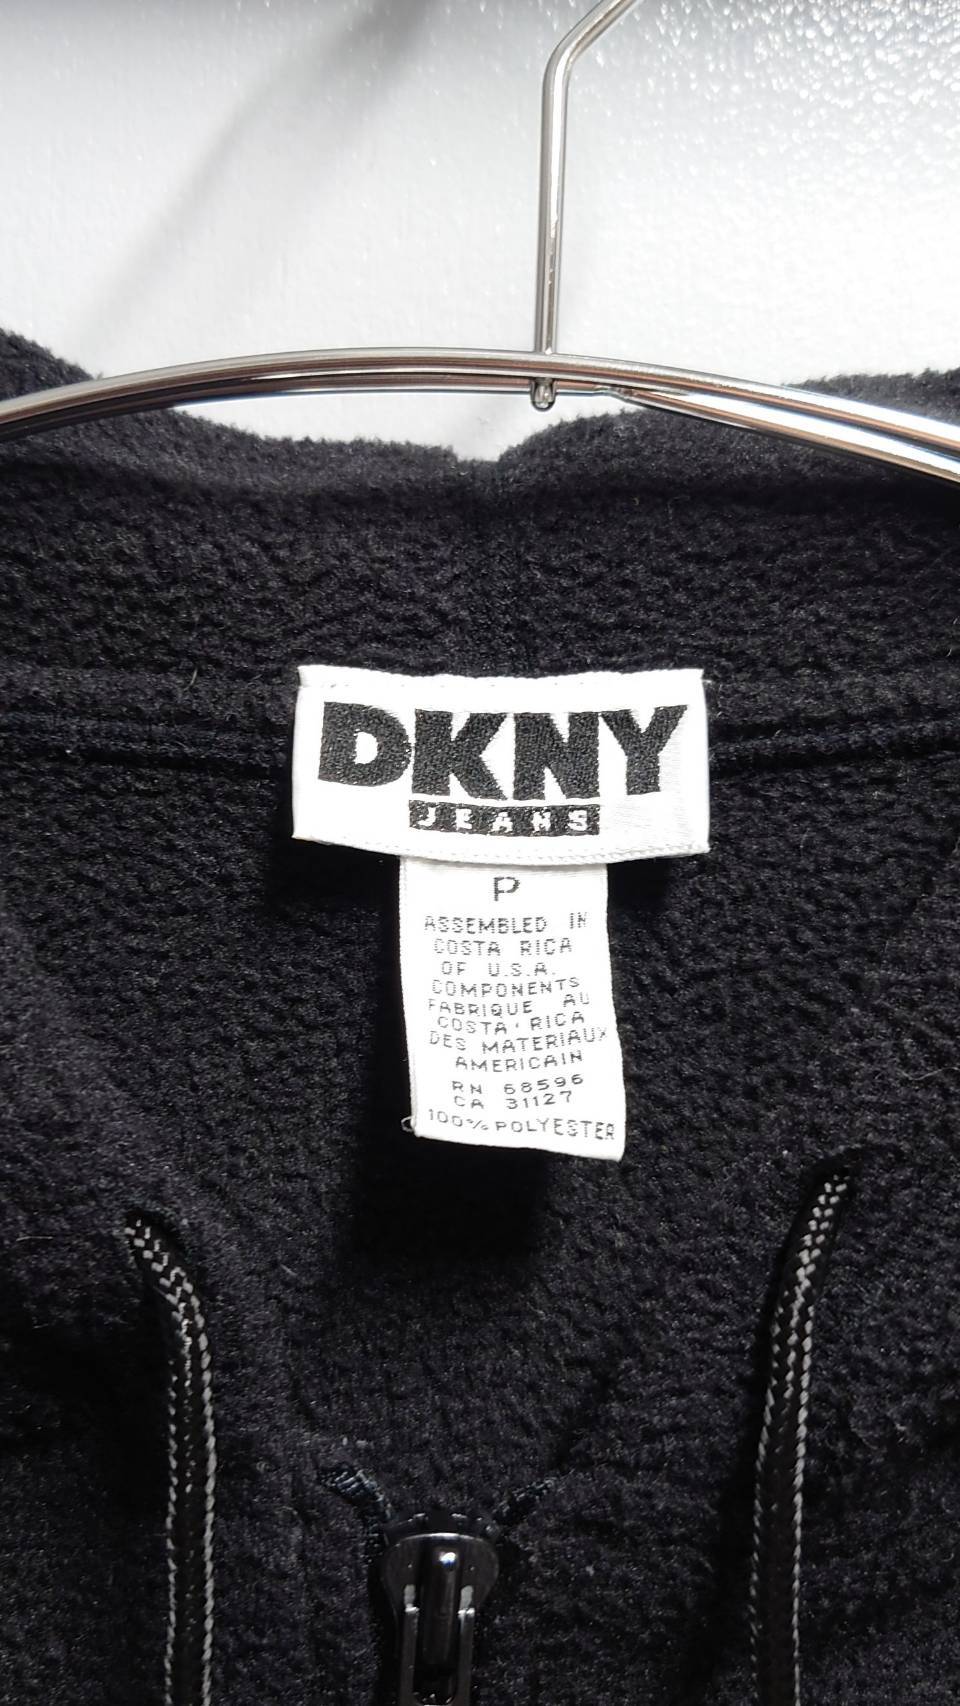 DKNY
JEANS
P
ASSEMBLED IN
COSTA RICA
OF U.S.A.
COMPONENTS
FABRIQUE AU
COSTA RICA
DES MATERIAUX
AMERICAIN
RN 68596
CA 31127
100% POLYESTER